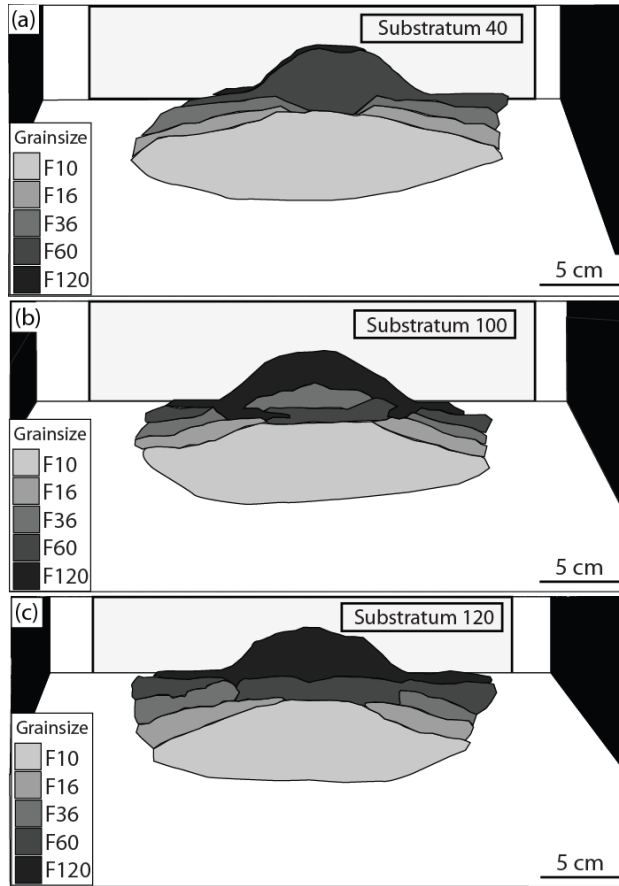 (a)
Substratum 40
Grainsize
F10
F16
F36
F60
F120
5 cm
(b)
Substratum 100
Grainsize
F10
F16
F36
F60
F120
5 cm
(c)
Substratum 120
Grainsize
F10
F16
F36
F60
F120
5 cm